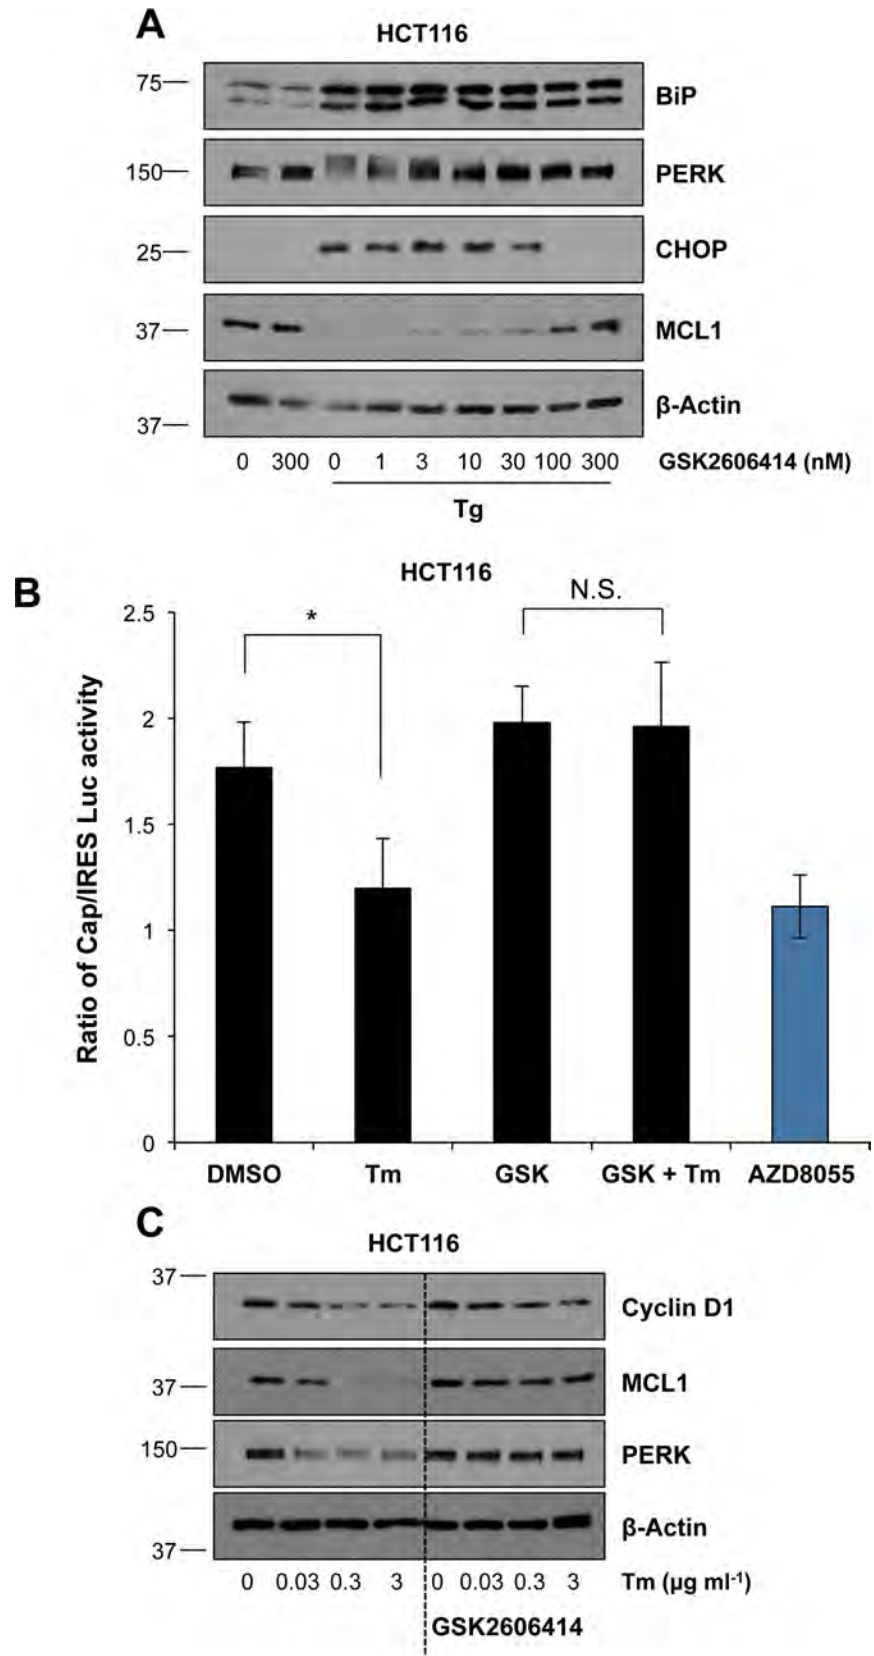 A
HCT116
75
BiP
150
PERK
25
CHOP
37
MCL1
37
β-Actin
0 300 0 1 3 10 30 100 300 GSK2606414 (nM)
Tg
B
HCT116
Ratio of Cap/IRES Luc activity
2.5
2
1.5
1
0.5
0
*
N.S.
DMSO Tm GSK GSK + Tm AZD8055
C
HCT116
37
Cyclin D1
37
MCL1
150
PERK
37
β-Actin
0 0.03 0.3 3 0 0.03 0.3 3 Tm (µg ml⁻¹)
GSK2606414